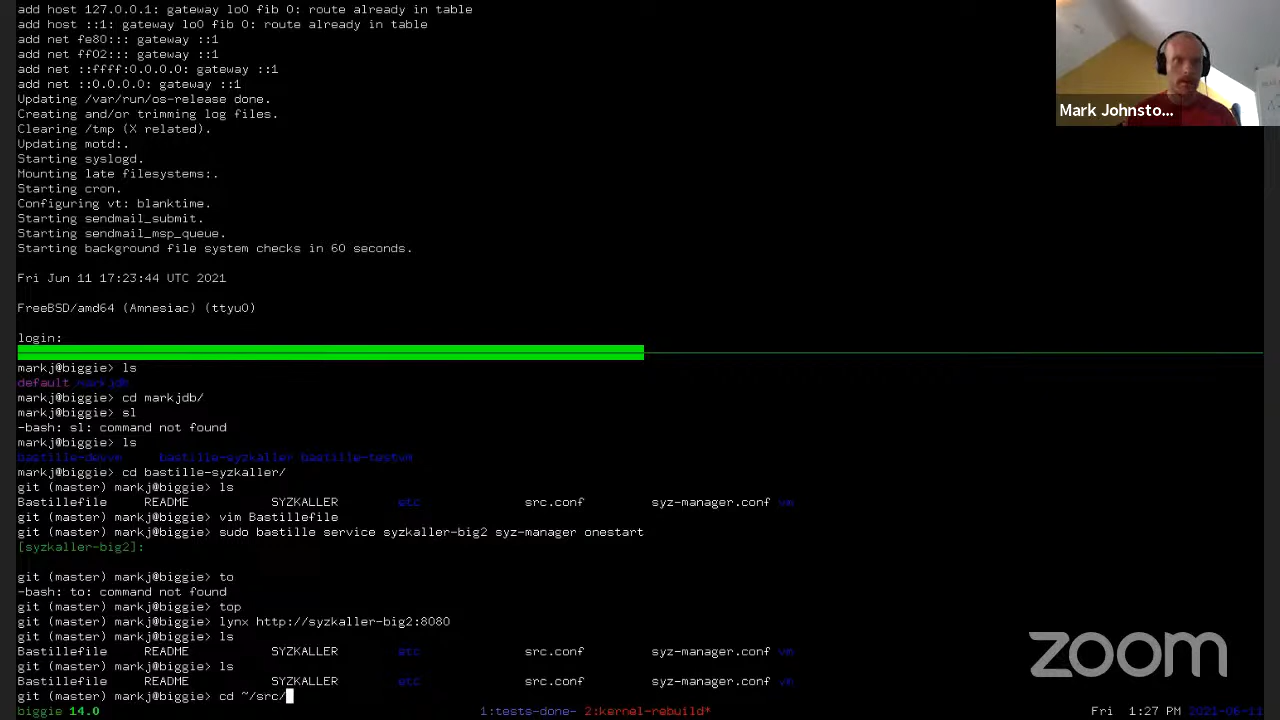 add host 127.0.0.1: gateway lo0 fib 0: route already in table
add host ::1: gateway lo0 fib 0: route already in table
add net fe80::: gateway ::1
add net ff02::: gateway ::1
add net ::ffff:0.0.0.0: gateway ::1
add net ::0.0.0.0: gateway ::1
Updating /var/run/os-release done.
Creating and/or trimming log files.
Clearing /tmp (X related).
Updating motd:.
Starting syslogd.
Mounting late filesystems:.
Starting cron.
Configuring vt: blanktime.
Starting sendmail_submit.
Starting sendmail_msp_queue.
Starting background file system checks in 60 seconds.
Fri Jun 11 17:23:44 UTC 2021
FreeBSD/amd64 (Amnesiac) (ttyu0)
login:
markj@biggie> ls
default markjdb
markj@biggie> cd markjdb/
markj@biggie> sl
-bash: sl: command not found
markj@biggie> ls
bastille-devvm bastille-syzkaller bastille-testvm
markj@biggie> cd bastille-syzkaller/
git (master) markj@biggie> ls
Bastillefile README SYZKALLER etc src.conf syz-manager.conf vm
git (master) markj@biggie> vim Bastillefile
git (master) markj@biggie> sudo bastille service syzkaller-big2 syz-manager onestart
[syzkaller-big2]:
git (master) markj@biggie> to
-bash: to: command not found
git (master) markj@biggie> top
git (master) markj@biggie> lynx http://syzkaller-big2:8080
git (master) markj@biggie> ls
Bastillefile README SYZKALLER etc src.conf syz-manager.conf vm
git (master) markj@biggie> ls
Bastillefile README SYZKALLER etc src.conf syz-manager.conf vm
git (master) markj@biggie> cd ~/src/
biggie 14.0 1:tests-done- 2:kernel-rebuild* Fri 1:27 PM 2021-06-11
Mark Johnsto...
zoom